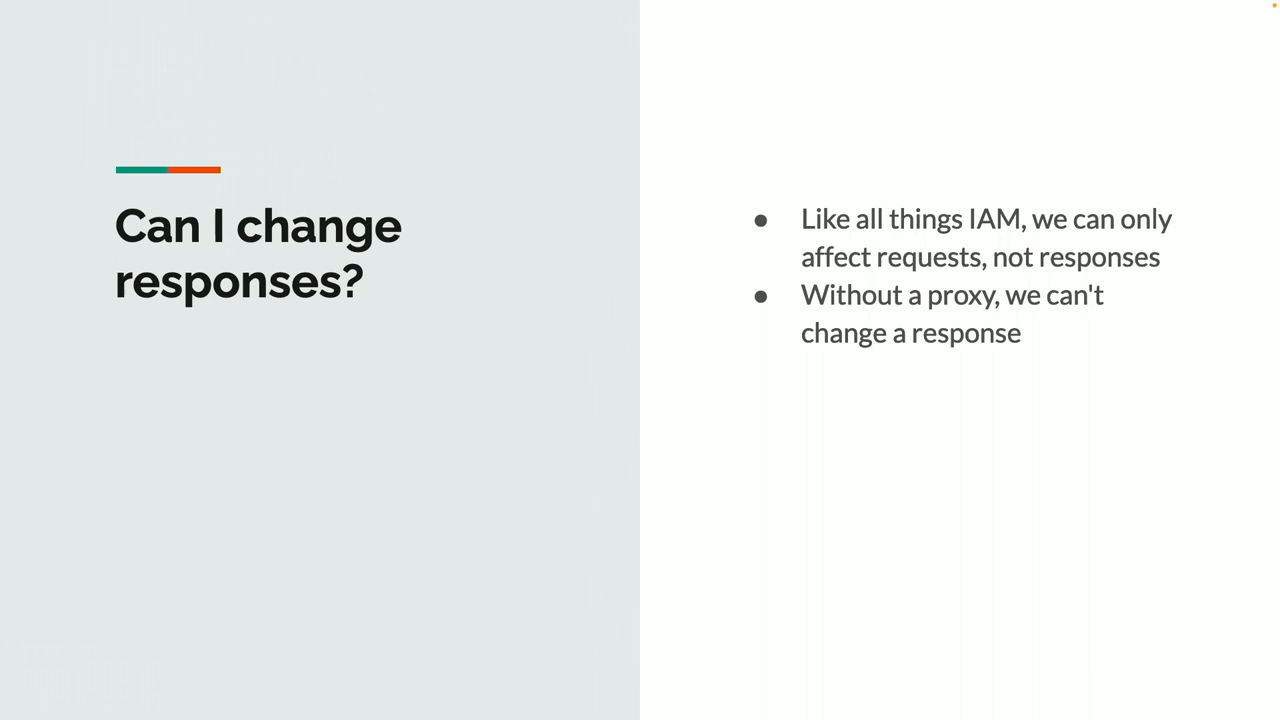 Can I change
responses?
● Like all things IAM, we can only
affect requests, not responses
● Without a proxy, we can't
change a response